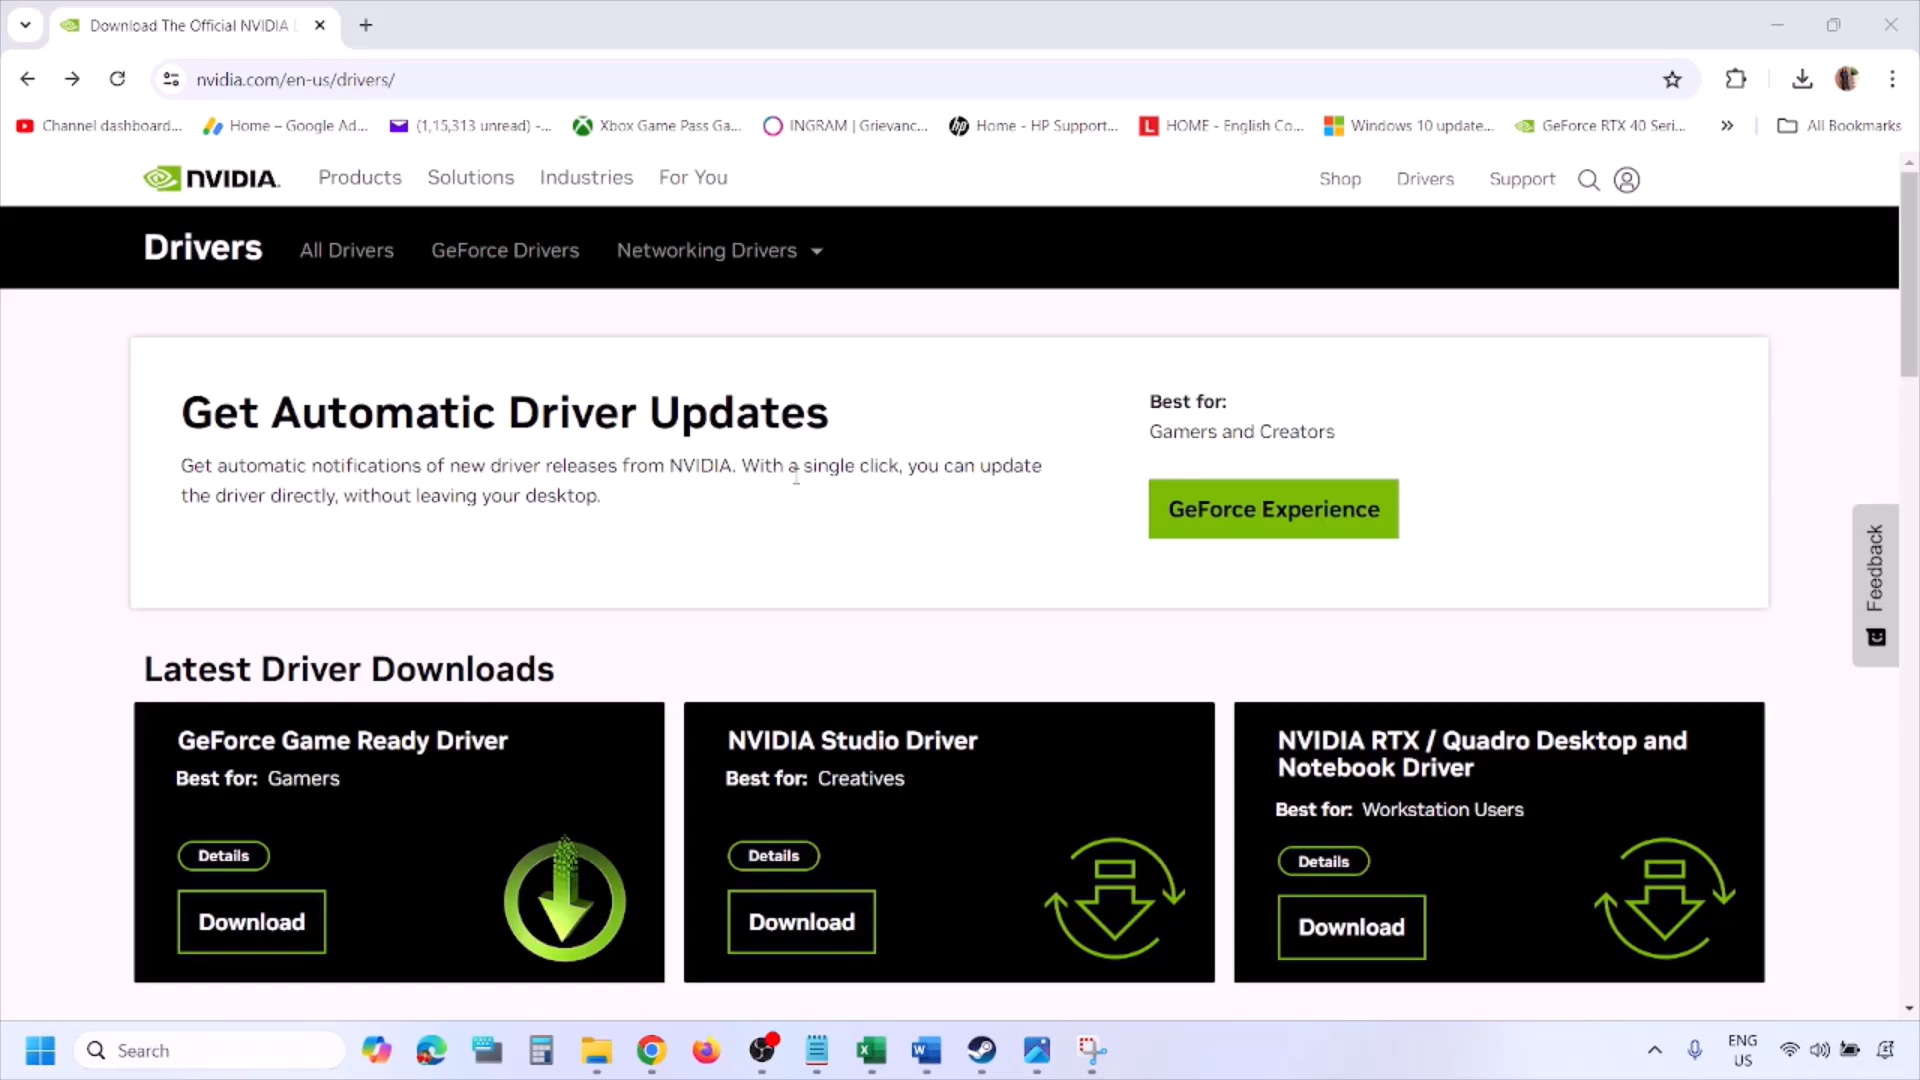 Download The Official NVIDIA
nvidia.com/en-us/drivers/
Channel dashboard...
Home – Google Ad...
(1,15,313 unread) -...
Xbox Game Pass Ga...
INGRAM | Grievanc...
Home - HP Support...
HOME - English Co...
Windows 10 update...
GeForce RTX 40 Seri...
All Bookmarks
NVIDIA.
Products
Solutions
Industries
For You
Shop
Drivers
Support
Drivers
All Drivers
GeForce Drivers
Networking Drivers
Get Automatic Driver Updates
Get automatic notifications of new driver releases from NVIDIA. With a single click, you can update
the driver directly, without leaving your desktop.
Best for:
Gamers and Creators
GeForce Experience
Feedback
Latest Driver Downloads
GeForce Game Ready Driver
Best for: Gamers
Details
Download
NVIDIA Studio Driver
Best for: Creatives
Details
Download
NVIDIA RTX / Quadro Desktop and
Notebook Driver
Best for: Workstation Users
Details
Download
Search
ENG
US